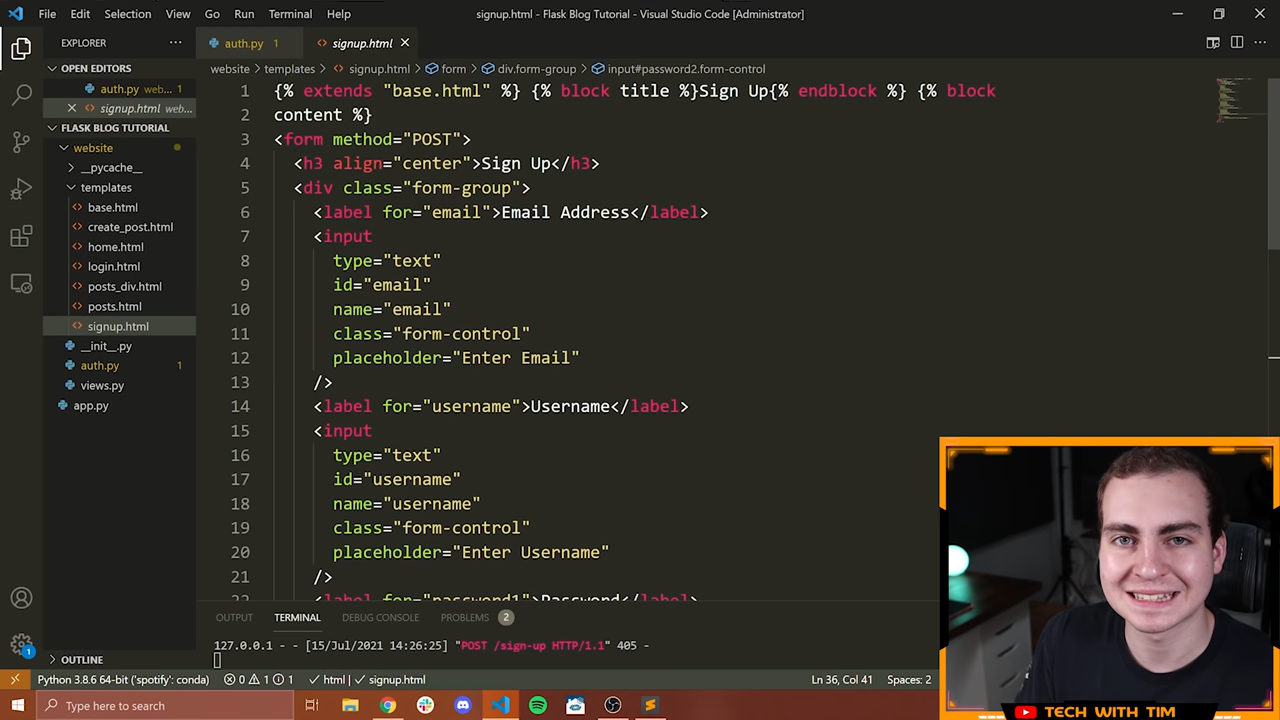 File Edit Selection View Go Run Terminal Help signup.html - Flask Blog Tutorial - Visual Studio Code [Administrator]
EXPLORER ···
auth.py 1 signup.html
OPEN EDITORS
auth.py web... 1
signup.html web...
FLASK BLOG TUTORIAL
website
__pycache__
templates
base.html
create_post.html
home.html
login.html
posts_div.html
posts.html
signup.html
__init__.py
auth.py 1
views.py
app.py
OUTLINE
website > templates > signup.html > form > div.form-group > input#password2.form-control
1 {% extends "base.html" %} {% block title %}Sign Up{% endblock %} {% block
2 content %}
3 <form method="POST">
4 <h3 align="center">Sign Up</h3>
5 <div class="form-group">
6 <label for="email">Email Address</label>
7 <input
8 type="text"
9 id="email"
10 name="email"
11 class="form-control"
12 placeholder="Enter Email"
13 />
14 <label for="username">Username</label>
15 <input
16 type="text"
17 id="username"
18 name="username"
19 class="form-control"
20 placeholder="Enter Username"
21 />
22 <label for="password1">Password</label>
OUTPUT TERMINAL DEBUG CONSOLE PROBLEMS 2
127.0.0.1 - - [15/Jul/2021 14:26:25] "POST /sign-up HTTP/1.1" 405 -
1
Python 3.8.6 64-bit ('spotify': conda) 0 1 1 html signup.html Ln 36, Col 41 Spaces: 2
Type here to search
TECH WITH TIM